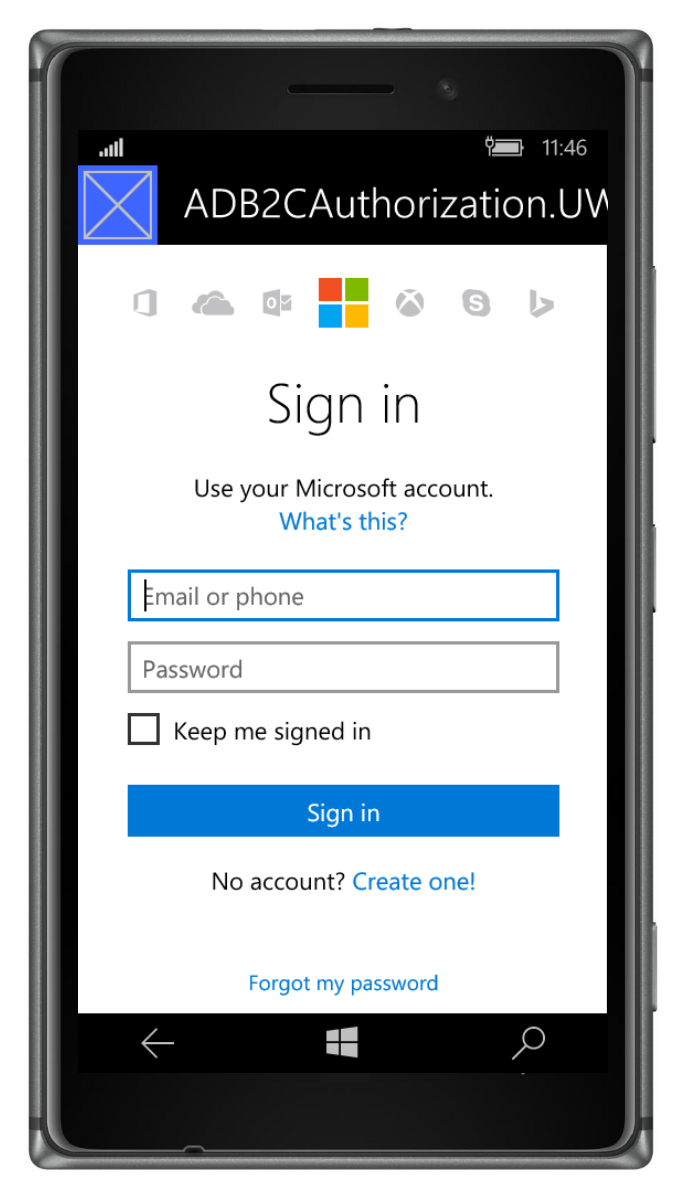 11:46
ADB2CAuthorization.UW
Sign in
Use your Microsoft account.
What's this?
Email or phone
Password
Keep me signed in
Sign in
No account? Create one!
Forgot my password